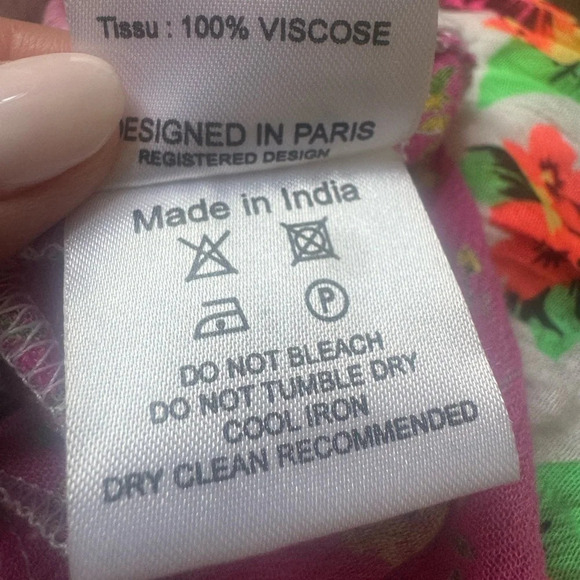 Tissu : 100% VISCOSE
DESIGNED IN PARIS
REGISTERED DESIGN
Made in India
P
DO NOT BLEACH
DO NOT TUMBLE DRY
COOL IRON
DRY CLEAN RECOMMENDED